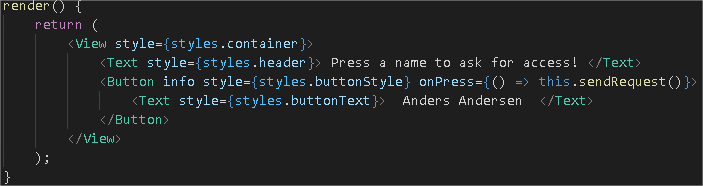 render() {
return (
<View style={styles.container}>
<Text style={styles.header}> Press a name to ask for access! </Text>
<Button info style={styles.buttonStyle} onPress={() => this.sendRequest()}>
<Text style={styles.buttonText}>  Anders Andersen  </Text>
</Button>
</View>
);
}